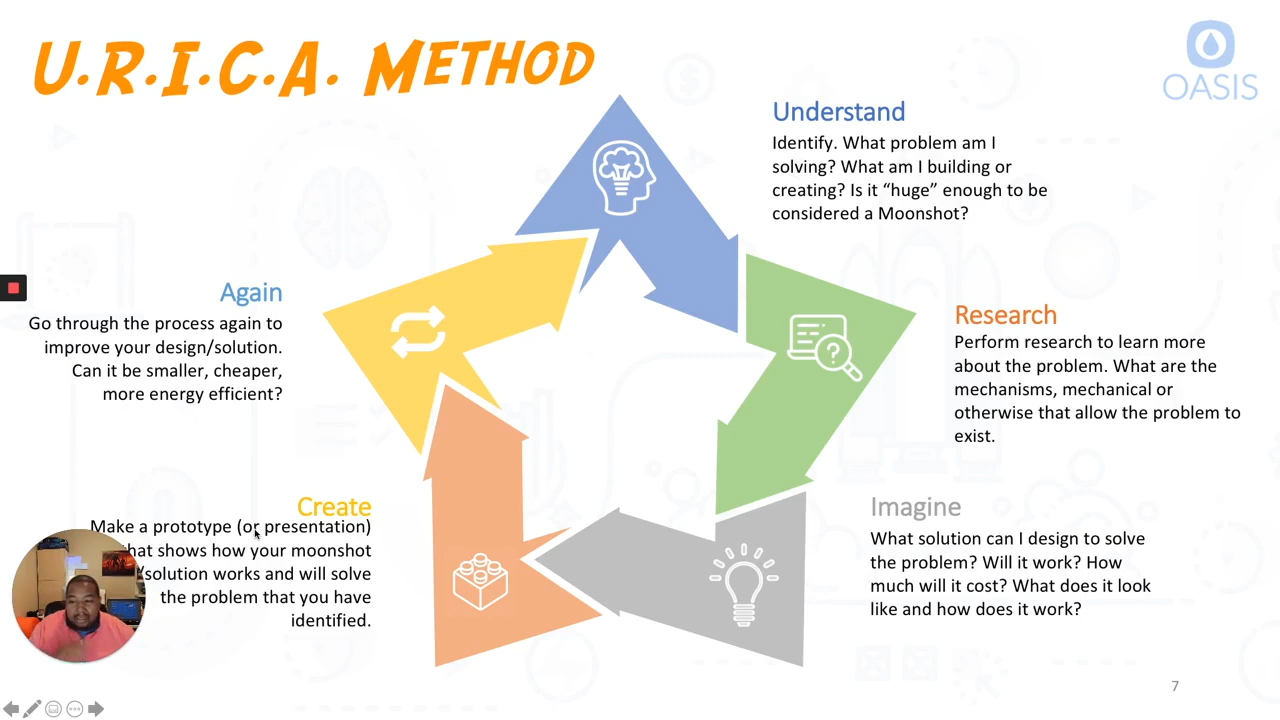 U.R.I.C.A. METHOD
OASIS
Understand
Identify. What problem am I
solving? What am I building or
creating? Is it “huge” enough to be
considered a Moonshot?
Research
Perform research to learn more
about the problem. What are the
mechanisms, mechanical or
otherwise that allow the problem to
exist.
Imagine
What solution can I design to solve
the problem? Will it work? How
much will it cost? What does it look
like and how does it work?
Create
Make a prototype (or presentation)
that shows how your moonshot
/solution works and will solve
the problem that you have
identified.
Again
Go through the process again to
improve your design/solution.
Can it be smaller, cheaper,
more energy efficient?
7